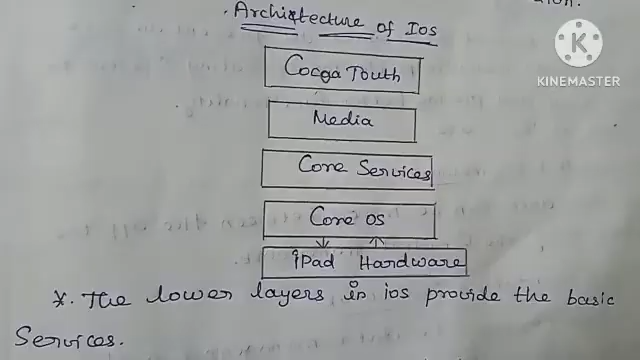 Architecture of Ios
KINEMASTER
Cocoa Touth
Media
Core Services
Core OS
iPad Hardware
*. The lower layers in ios provide the basic
Services.